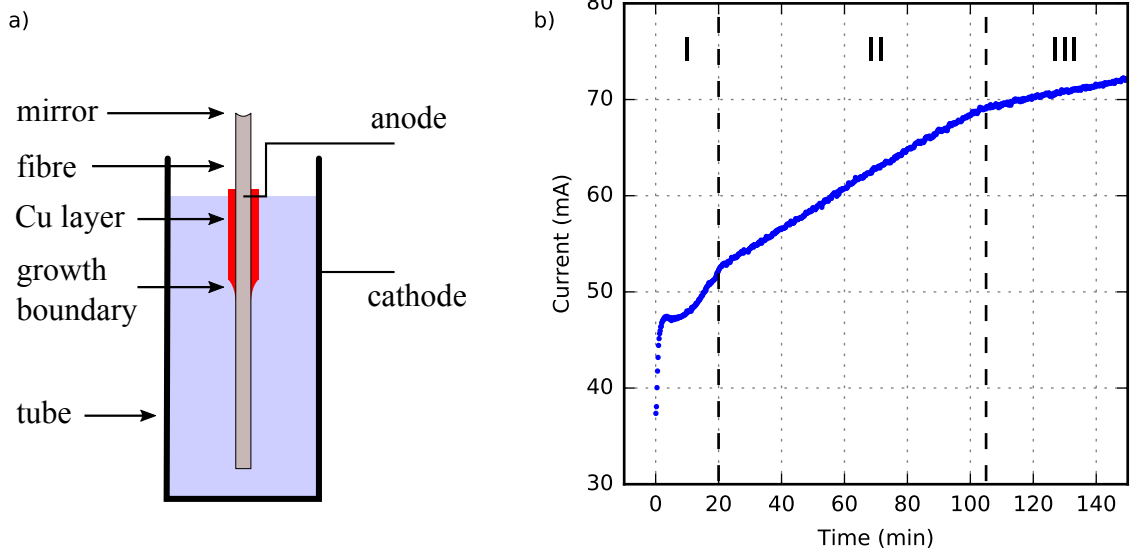 a)
mirror
fibre
Cu layer
growth
boundary
tube
anode
cathode
b)
I
II
III
80
70
60
50
40
30
Current (mA)
0 20 40 60 80 100 120 140
Time (min)